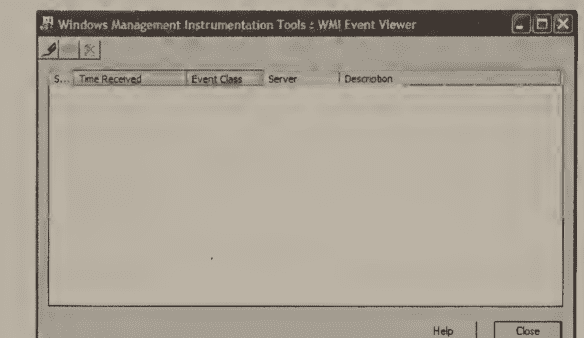 Windows Management Instrumentation Tools : WMI Event Viewer
S... Time Received Event Class Server Description
Help Close